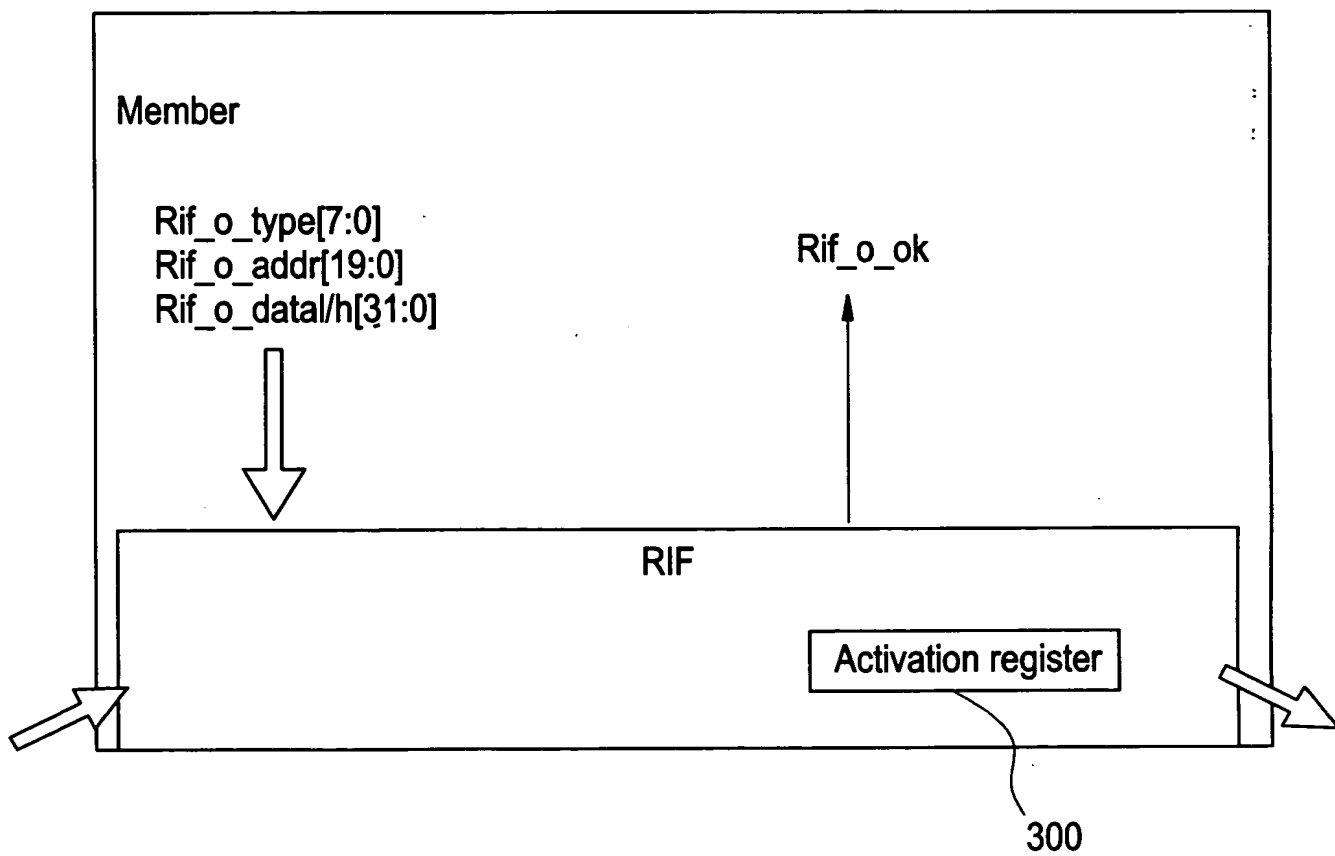 Member
Rif_o_type[7:0]
Rif_o_addr[19:0]
Rif_o_datal/h[31:0]
Rif_o_ok
RIF
Activation register
300